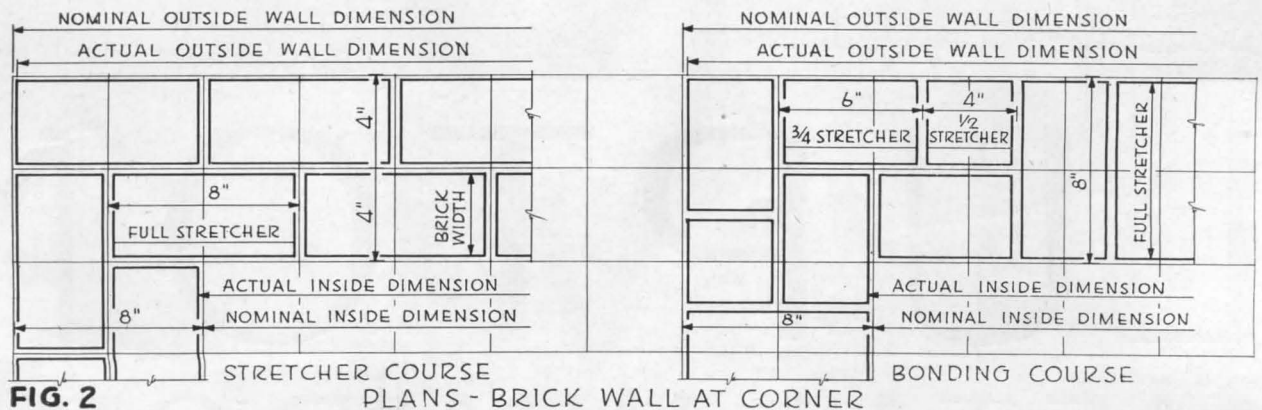 NOMINAL OUTSIDE WALL DIMENSION
ACTUAL OUTSIDE WALL DIMENSION
4"
4"
8"
FULL STRETCHER
BRICK WIDTH
ACTUAL INSIDE DIMENSION
8"
NOMINAL INSIDE DIMENSION
STRETCHER COURSE
NOMINAL OUTSIDE WALL DIMENSION
ACTUAL OUTSIDE WALL DIMENSION
6"
3/4 STRETCHER
4"
1/2
STRETCHER
8"
FULL STRETCHER
ACTUAL INSIDE DIMENSION
8"
NOMINAL INSIDE DIMENSION
BONDING COURSE
FIG. 2
PLANS - BRICK WALL AT CORNER